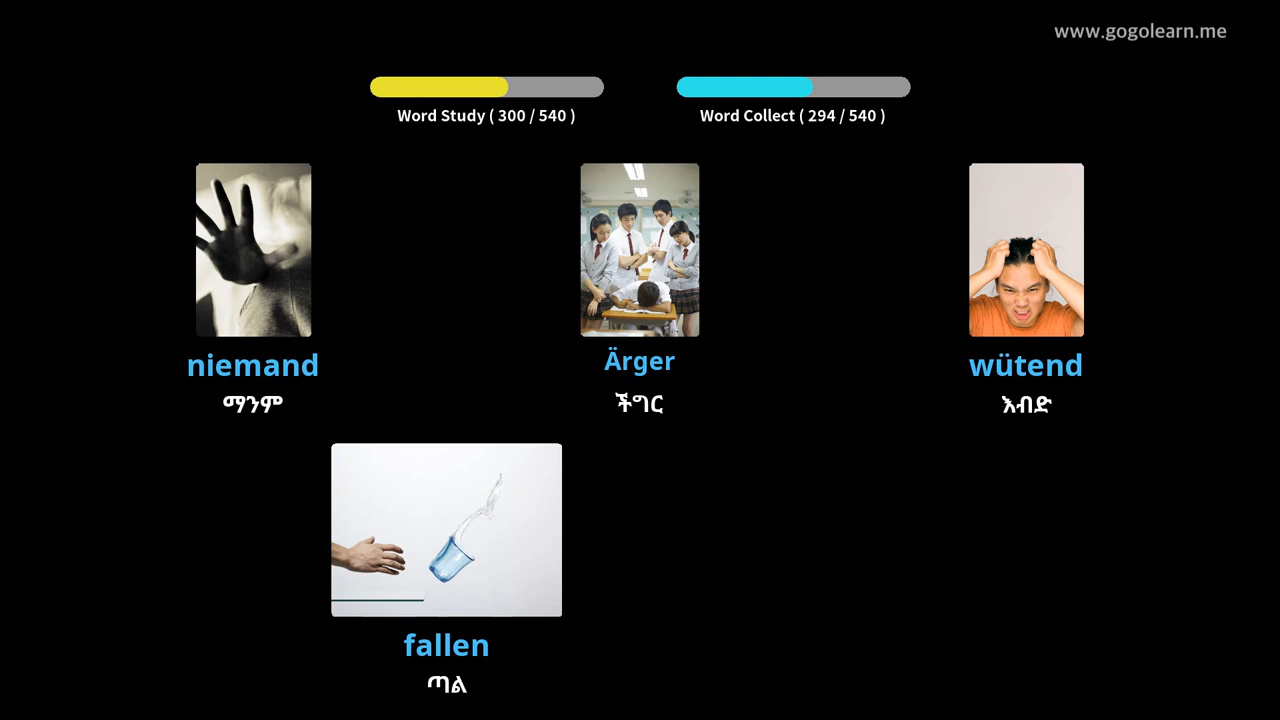 www.gogolearn.me
Word Study ( 300 / 540 )
Word Collect ( 294 / 540 )
niemand
ማንም
Ärger
ችግር
wütend
እብድ
fallen
ጣል